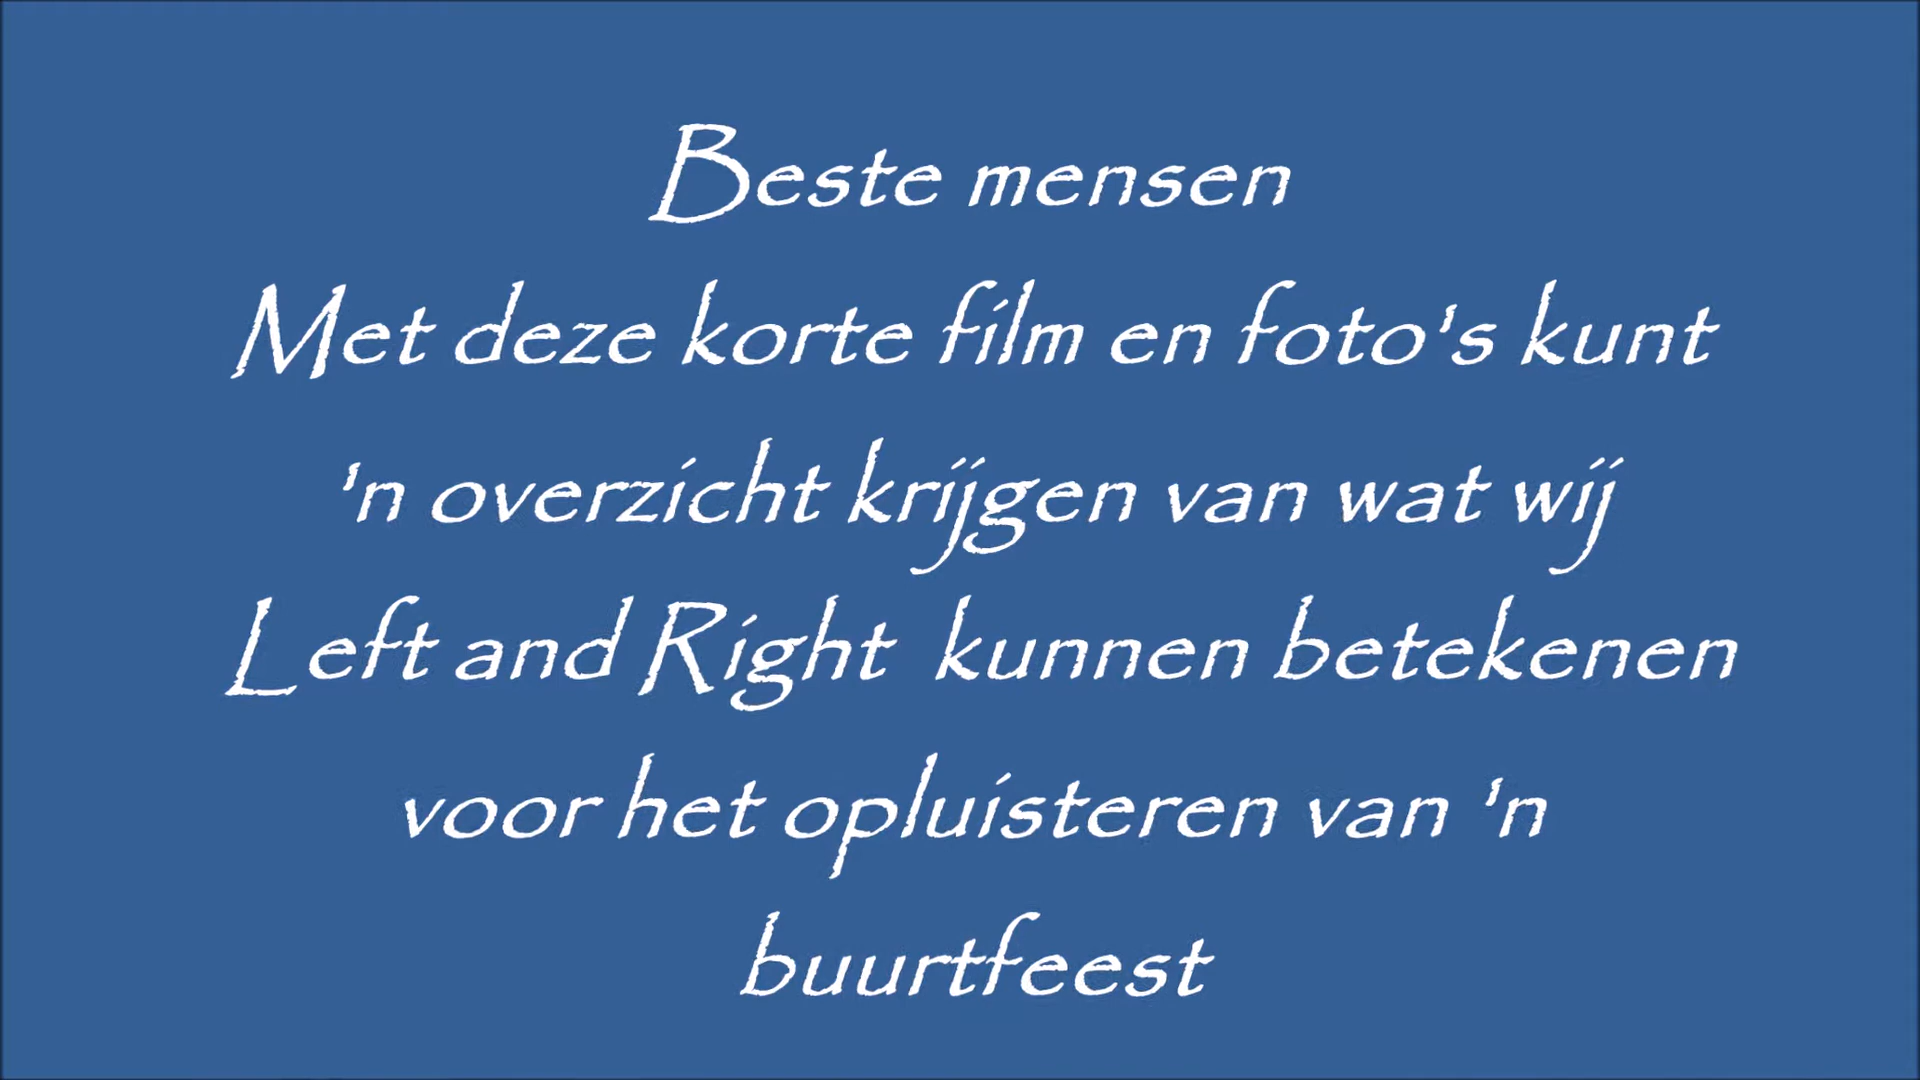 Beste mensen
Met deze korte film en foto's kunt
'n overzicht krijgen van wat wij
Left and Right  kunnen betekenen
voor het opluisteren van 'n
buurtfeest